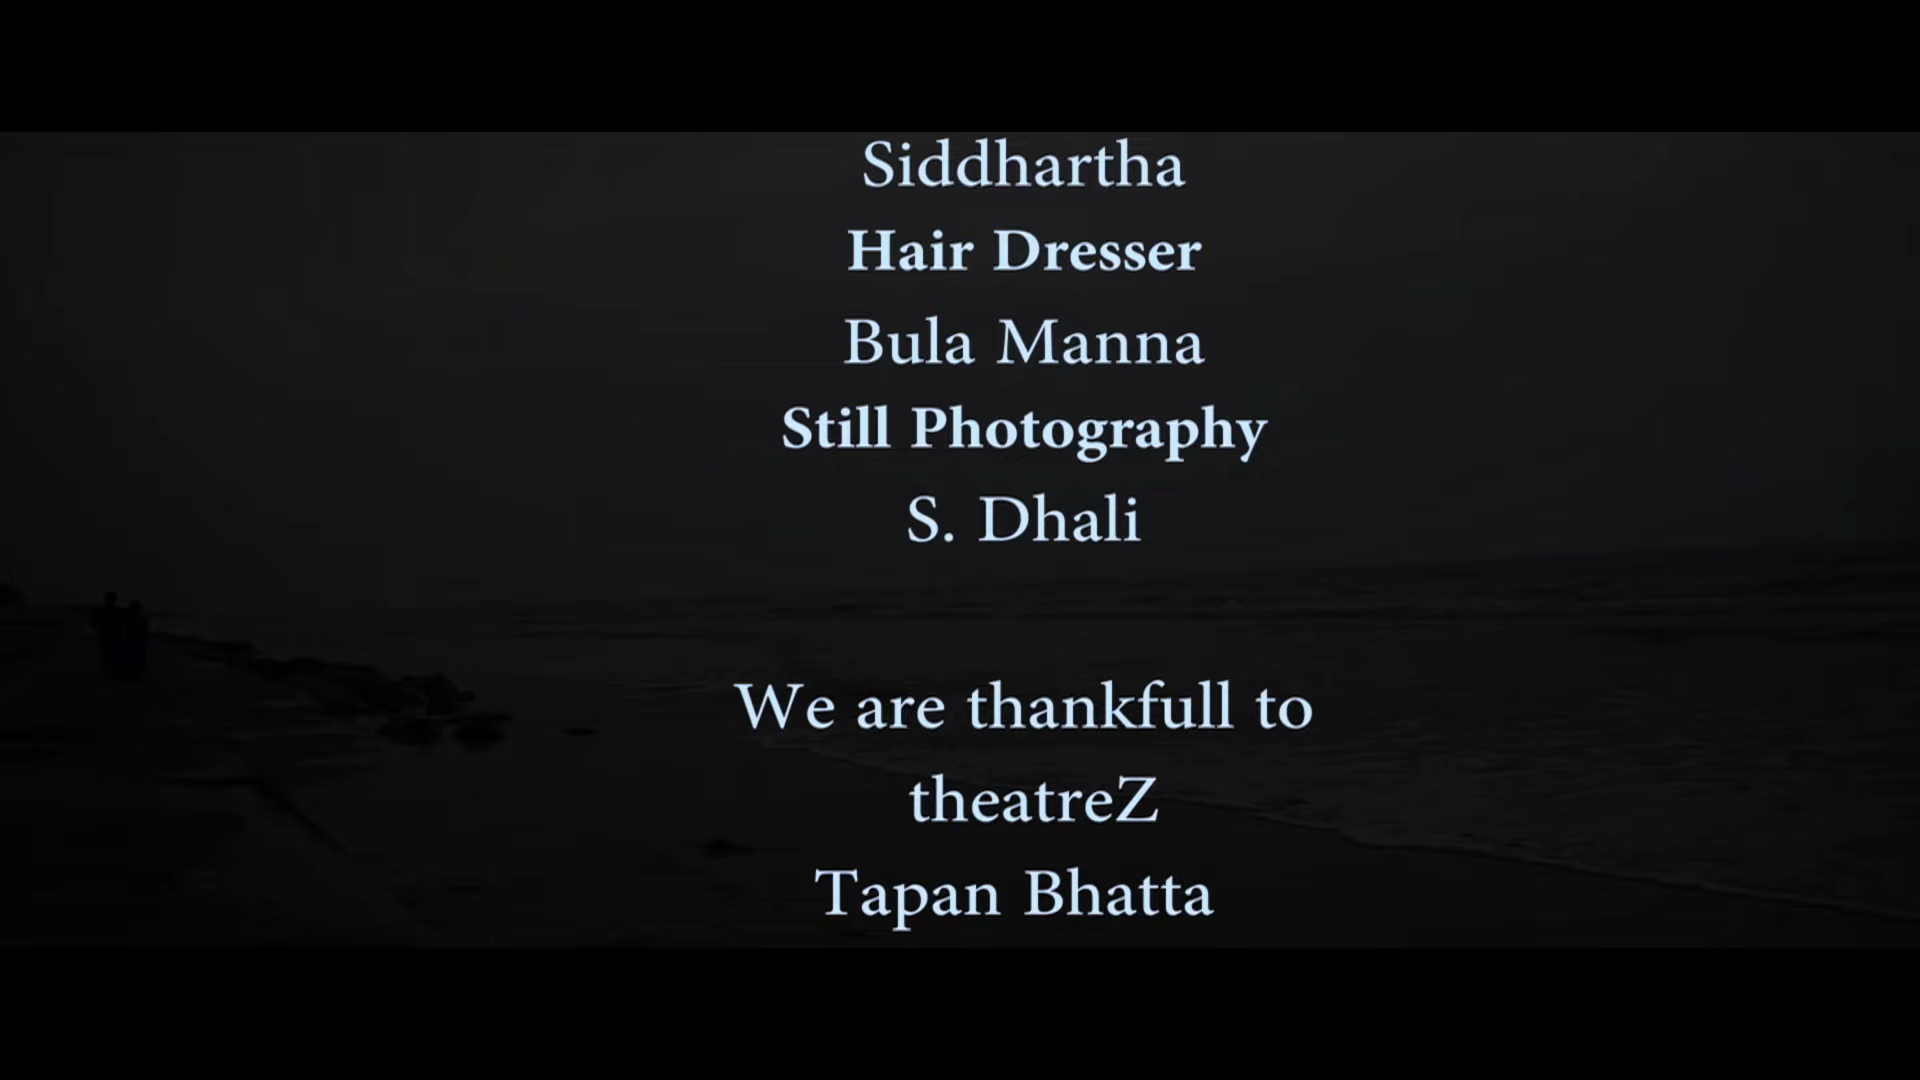 Siddhartha
Hair Dresser
Bula Manna
Still Photography
S. Dhali
We are thankfull to
theatreZ
Tapan Bhatta